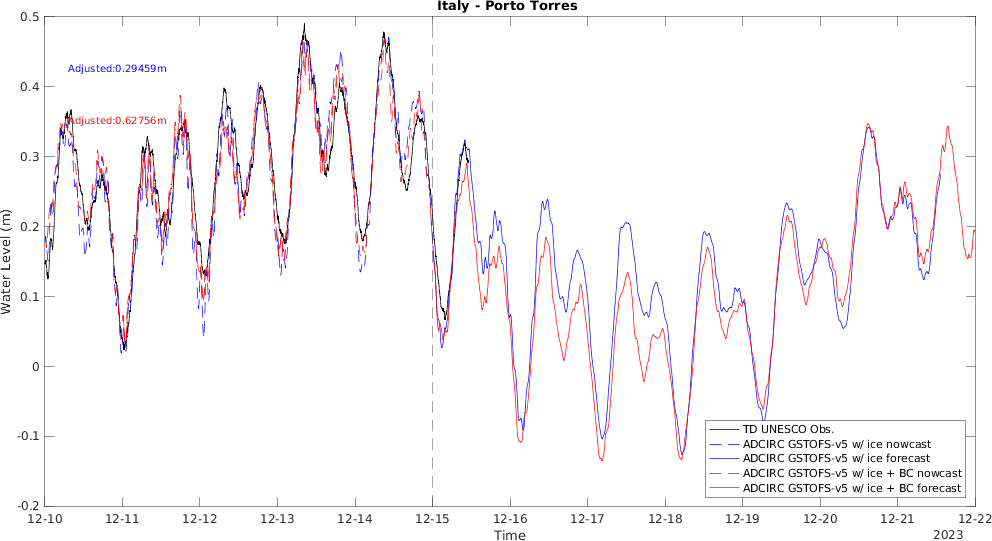 Italy - Porto Torres
0.5
0.4
0.3
0.2
0.1
0
-0.1
-0.2
Water Level (m)
Adjusted:0.29459m
Adjusted:0.62756m
TD UNESCO Obs.
ADCIRC GSTOFS-v5 w/ ice nowcast
ADCIRC GSTOFS-v5 w/ ice forecast
ADCIRC GSTOFS-v5 w/ ice + BC nowcast
ADCIRC GSTOFS-v5 w/ ice + BC forecast
12-10 12-11 12-12 12-13 12-14 12-15 12-16 12-17 12-18 12-19 12-20 12-21 12-22
Time
2023